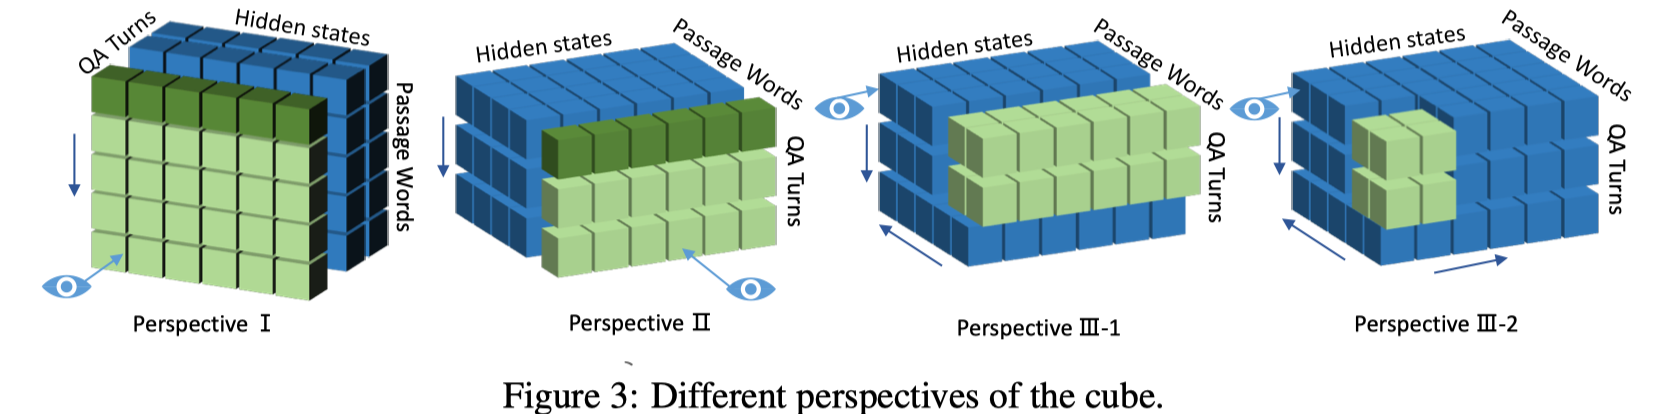 QA Turns
Hidden states
Passage Words
Perspective Ⅰ
Hidden states
Passage Words
QA Turns
Perspective Ⅱ
Hidden states
Passage Words
QA Turns
Perspective Ⅲ-1
Hidden states
Passage Words
QA Turns
Perspective Ⅲ-2
Figure 3: Different perspectives of the cube.